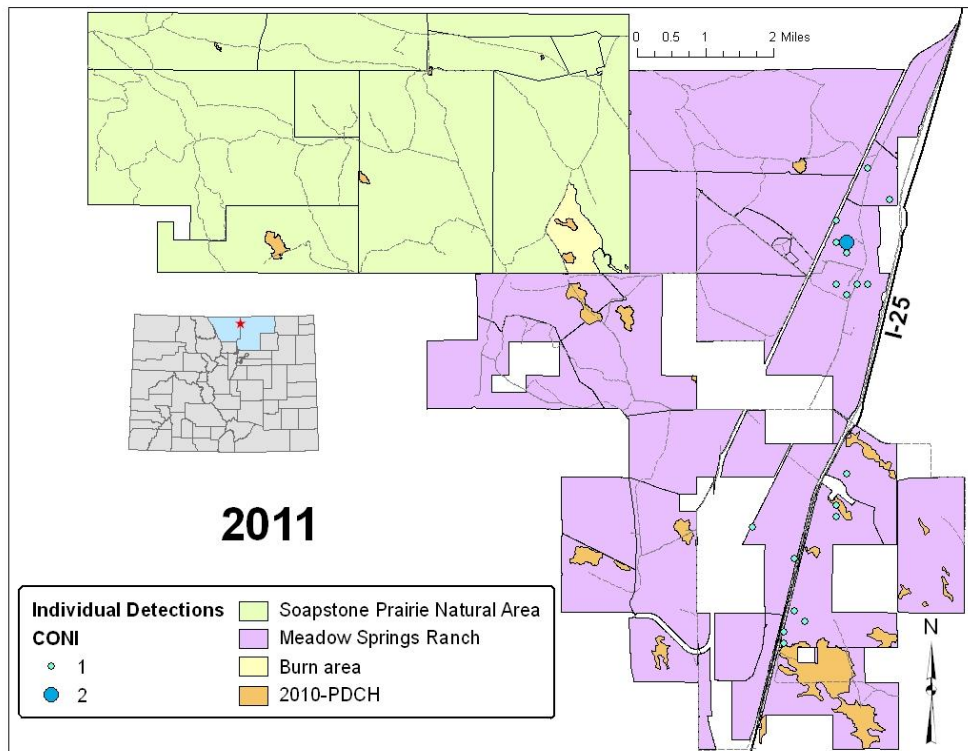 0 0.5 1 2 Miles
I-25
2011
Individual Detections
CONI
1
2
Soapstone Prairie Natural Area
Meadow Springs Ranch
Burn area
2010-PDCH
N